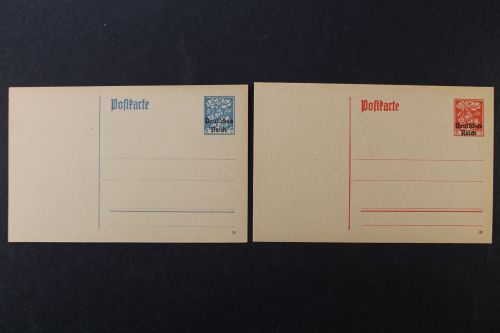 Postkarte
Deutsches
Reich
Postkarte
Deutsches
Reich